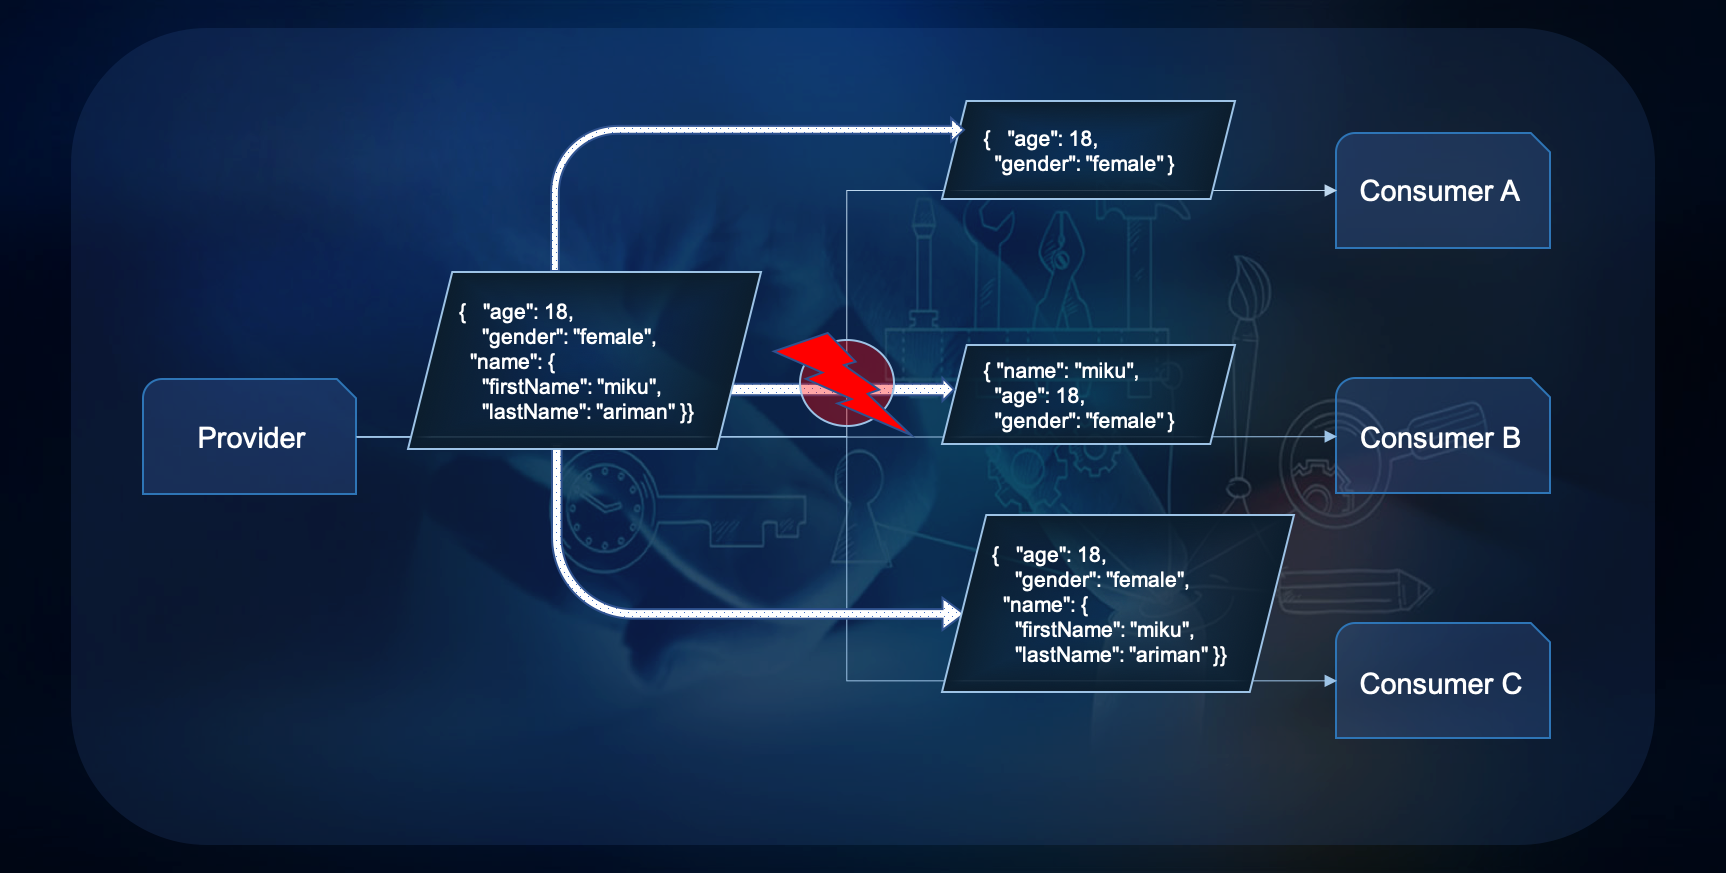 Provider
{   "age": 18,
"gender": "female",
"name": {
"firstName": "miku",
"lastName": "ariman" }}
{   "age": 18,
"gender": "female" }
Consumer A
{ "name": "miku",
"age": 18,
"gender": "female" }
Consumer B
{   "age": 18,
"gender": "female",
"name": {
"firstName": "miku",
"lastName": "ariman" }}
Consumer C